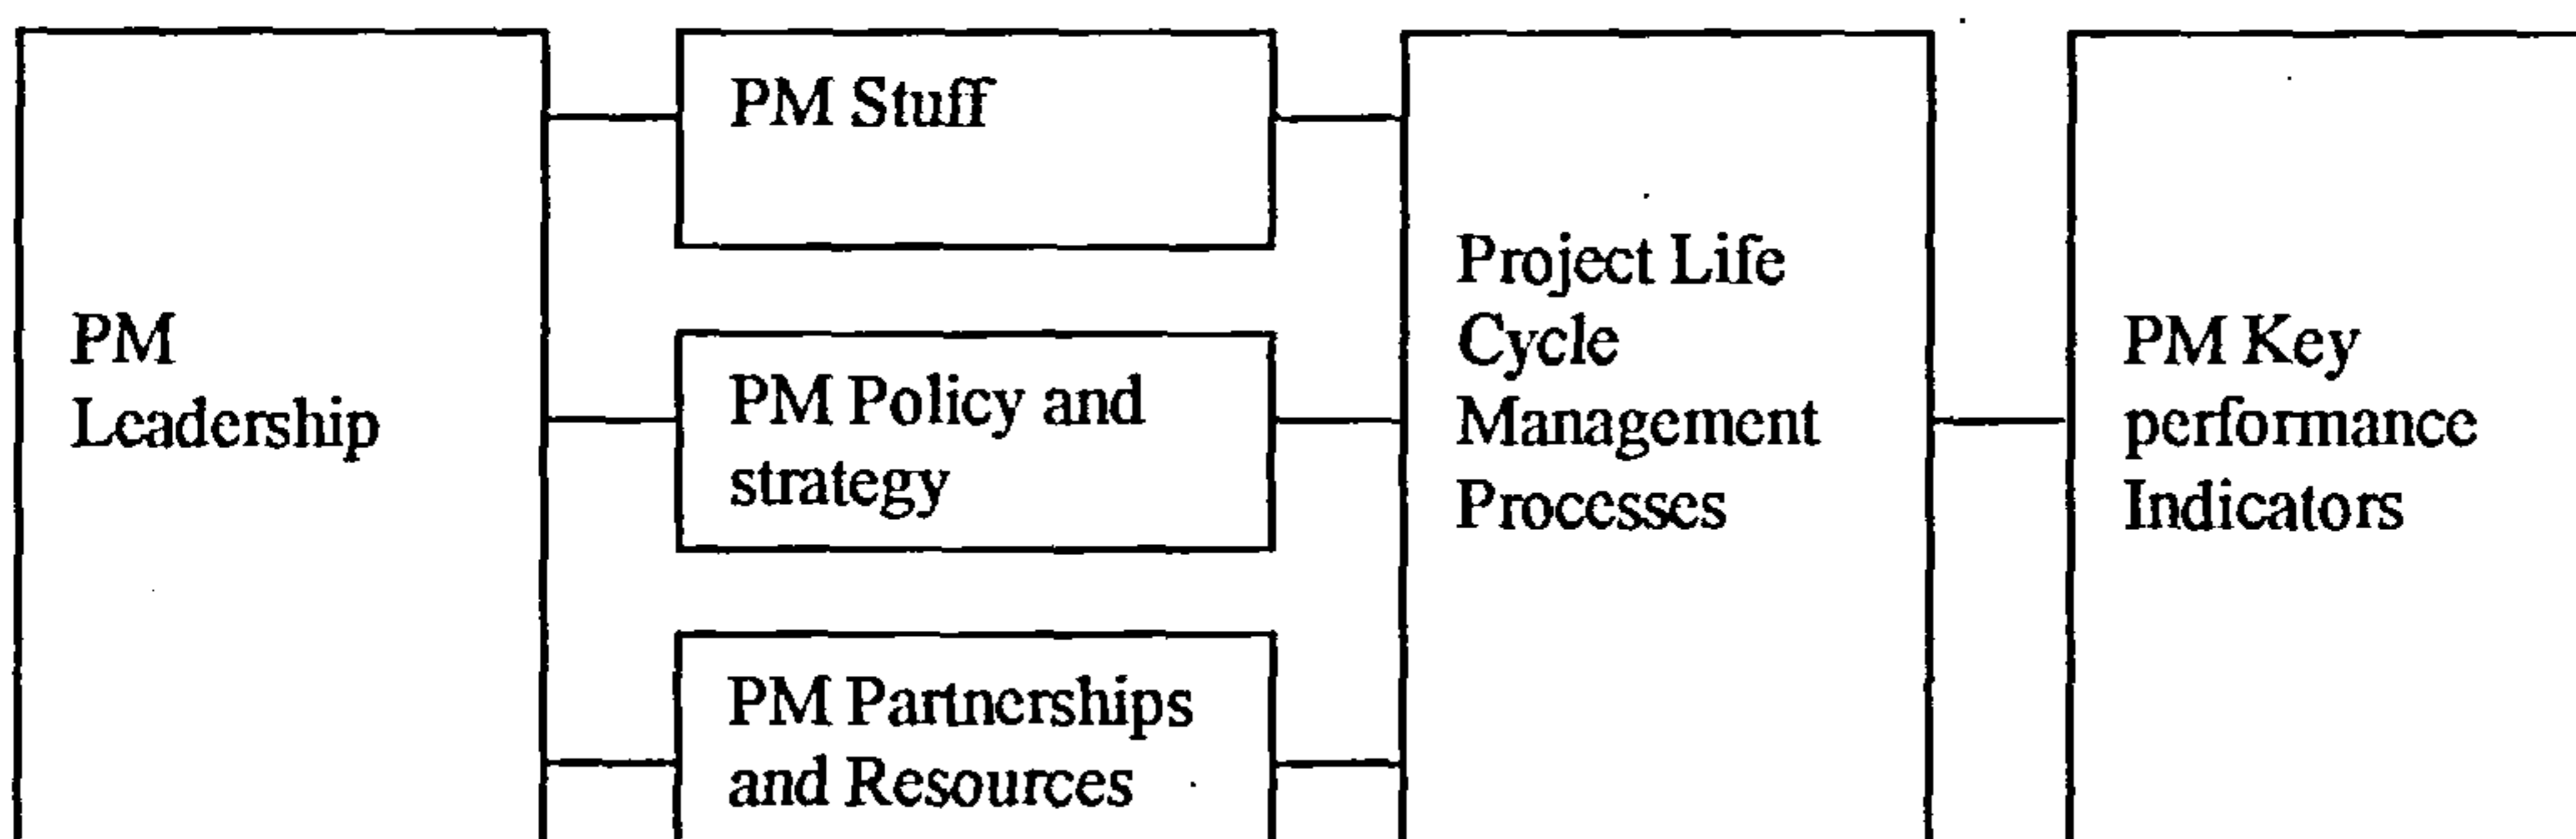 PM
Leadership
PM Stuff
PM Policy and
strategy
PM Partnerships
and Resources
Project Life
Cycle
Management
Processes
PM Key
performance
Indicators